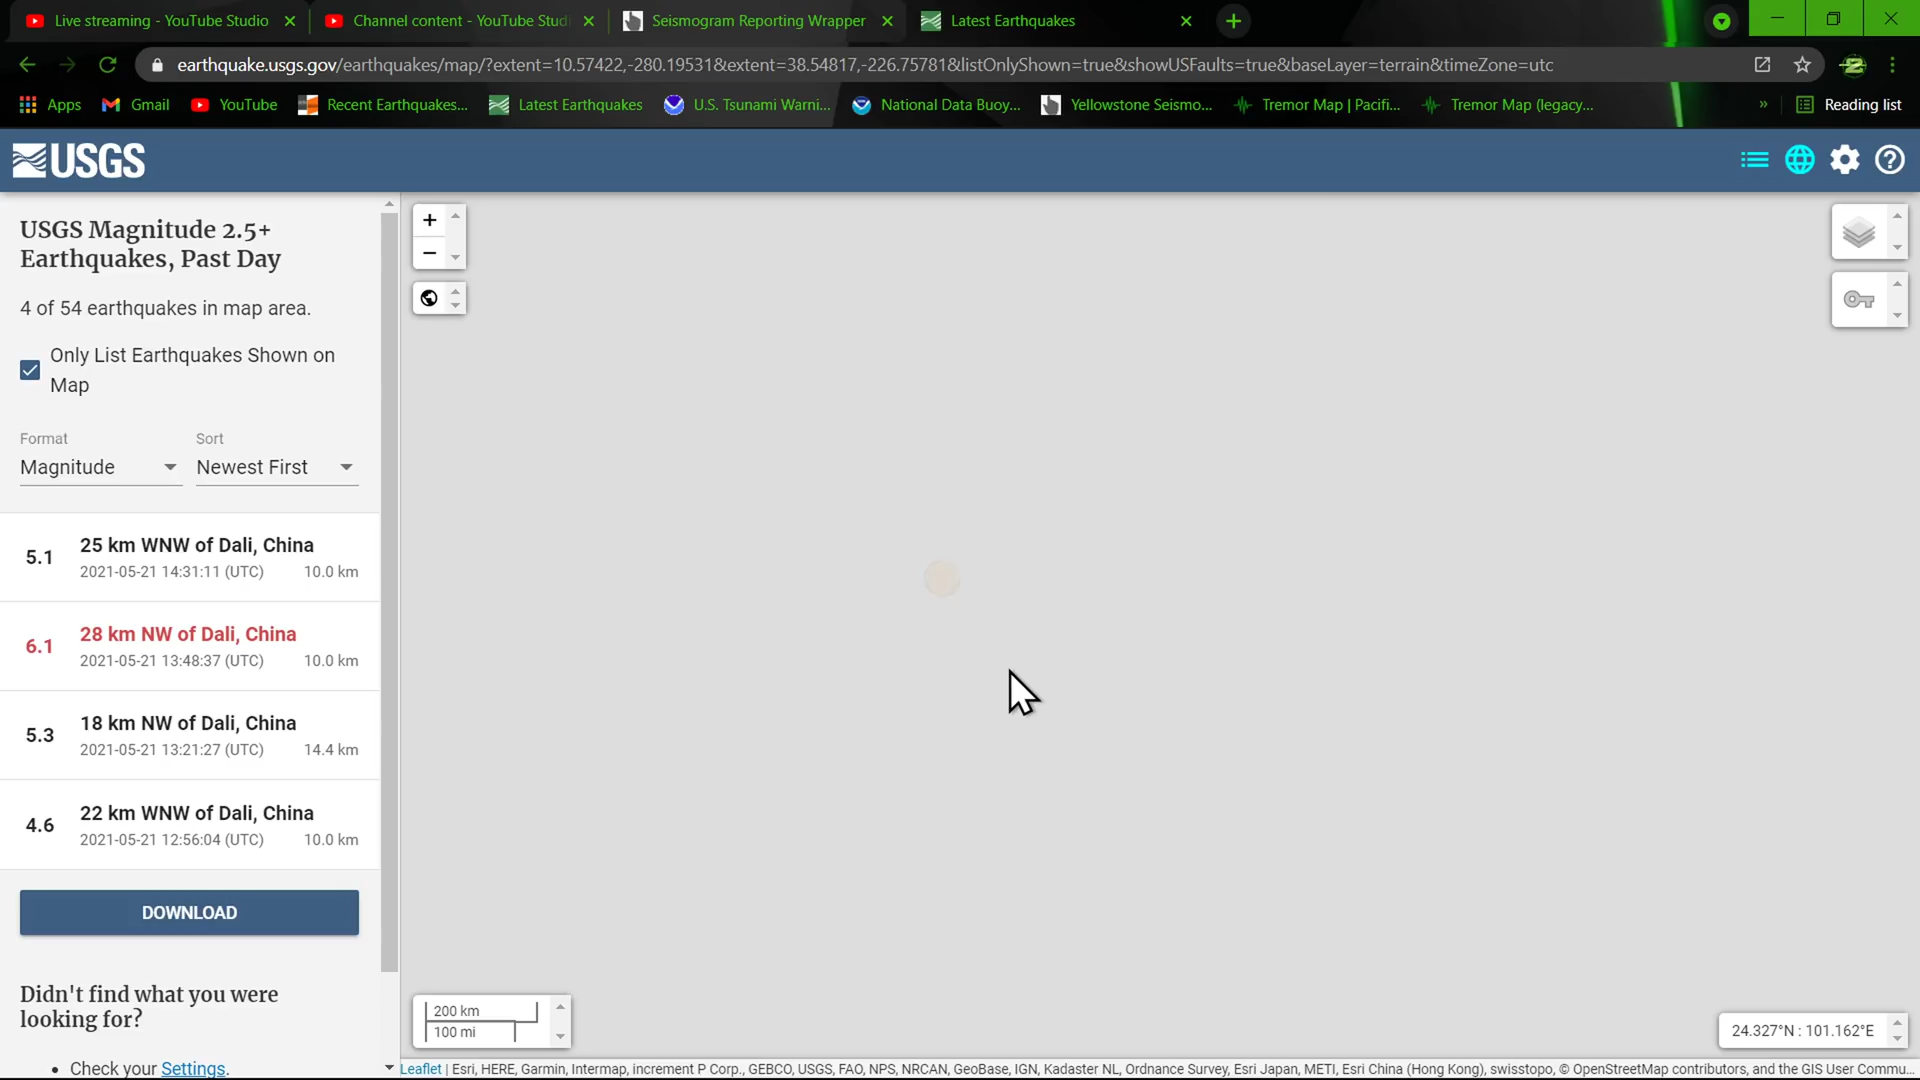 Live streaming - YouTube Studio
Channel content - YouTube Studi
Seismogram Reporting Wrapper
Latest Earthquakes
earthquake.usgs.gov/earthquakes/map/?extent=10.57422,-280.19531&extent=38.54817,-226.75781&listOnlyShown=true&showUSFaults=true&baseLayer=terrain&timeZone=utc
Apps
Gmail
YouTube
Recent Earthquakes...
Latest Earthquakes
U.S. Tsunami Warni...
National Data Buoy...
Yellowstone Seismo...
Tremor Map | Pacifi...
Tremor Map (legacy...
»
Reading list
USGS
USGS Magnitude 2.5+
Earthquakes, Past Day
4 of 54 earthquakes in map area.
Only List Earthquakes Shown on
Map
Format
Sort
Magnitude
Newest First
5.1
25 km WNW of Dali, China
2021-05-21 14:31:11 (UTC) 10.0 km
6.1
28 km NW of Dali, China
2021-05-21 13:48:37 (UTC) 10.0 km
5.3
18 km NW of Dali, China
2021-05-21 13:21:27 (UTC) 14.4 km
4.6
22 km WNW of Dali, China
2021-05-21 12:56:04 (UTC) 10.0 km
DOWNLOAD
Didn't find what you were
looking for?
• Check your Settings.
+
−
200 km
100 mi
24.327°N : 101.162°E
Leaflet | Esri, HERE, Garmin, Intermap, increment P Corp., GEBCO, USGS, FAO, NPS, NRCAN, GeoBase, IGN, Kadaster NL, Ordnance Survey, Esri Japan, METI, Esri China (Hong Kong), swisstopo, © OpenStreetMap contributors, and the GIS User Commu...